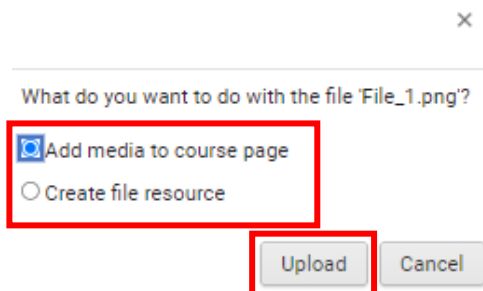 What do you want to do with the file 'File_1.png'?
Add media to course page
Create file resource
Upload Cancel